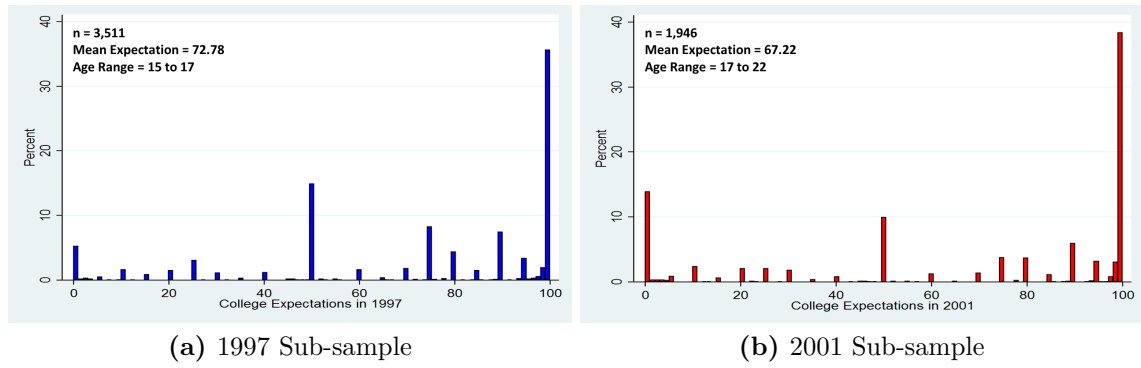 n = 3,511
Mean Expectation = 72.78
Age Range = 15 to 17
Percent
40
30
20
10
0
0 20 40 60 80 100
College Expectations in 1997
(a) 1997 Sub-sample
n = 1,946
Mean Expectation = 67.22
Age Range = 17 to 22
Percent
40
30
20
10
0
0 20 40 60 80 100
College Expectations in 2001
(b) 2001 Sub-sample